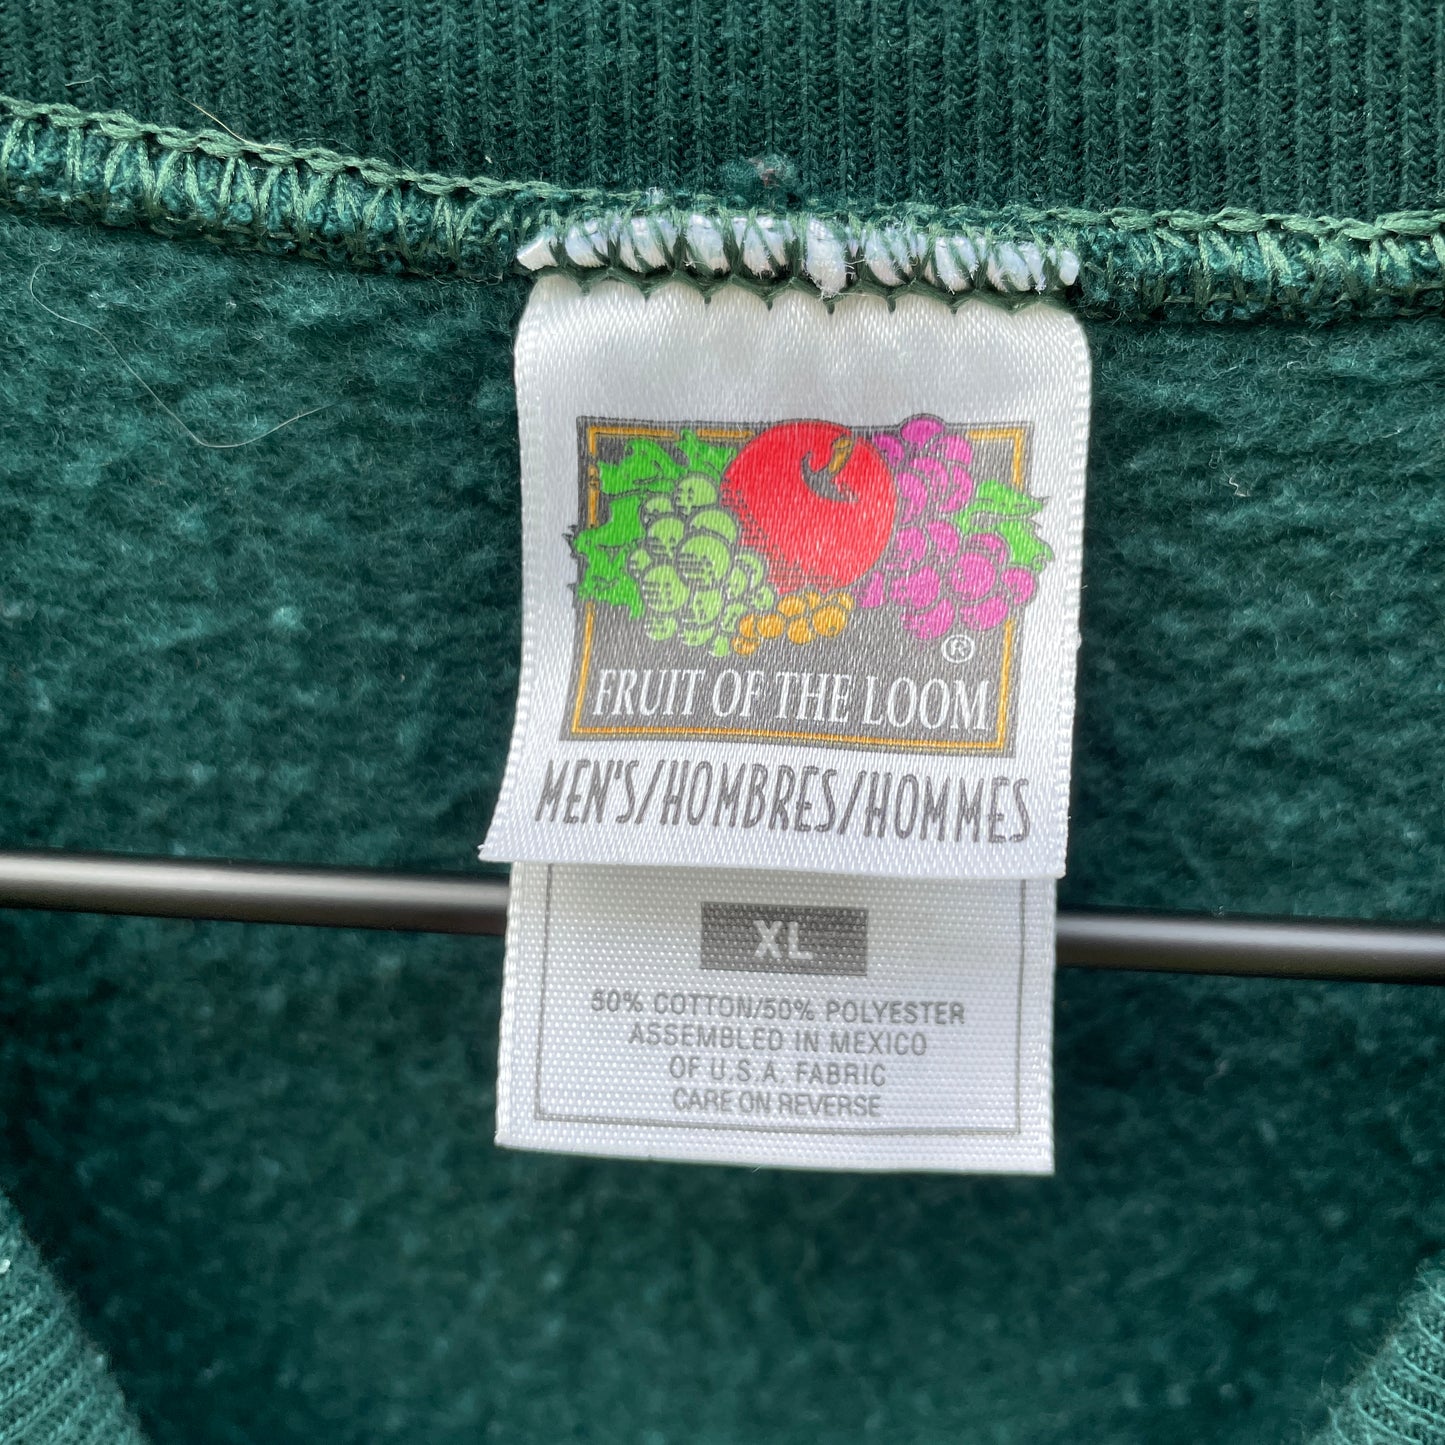 ®
FRUIT OF THE LOOM
MEN'S/HOMBRES/HOMMES
XL
50% COTTON/50% POLYESTER
ASSEMBLED IN MEXICO
OF U.S.A. FABRIC
CARE ON REVERSE